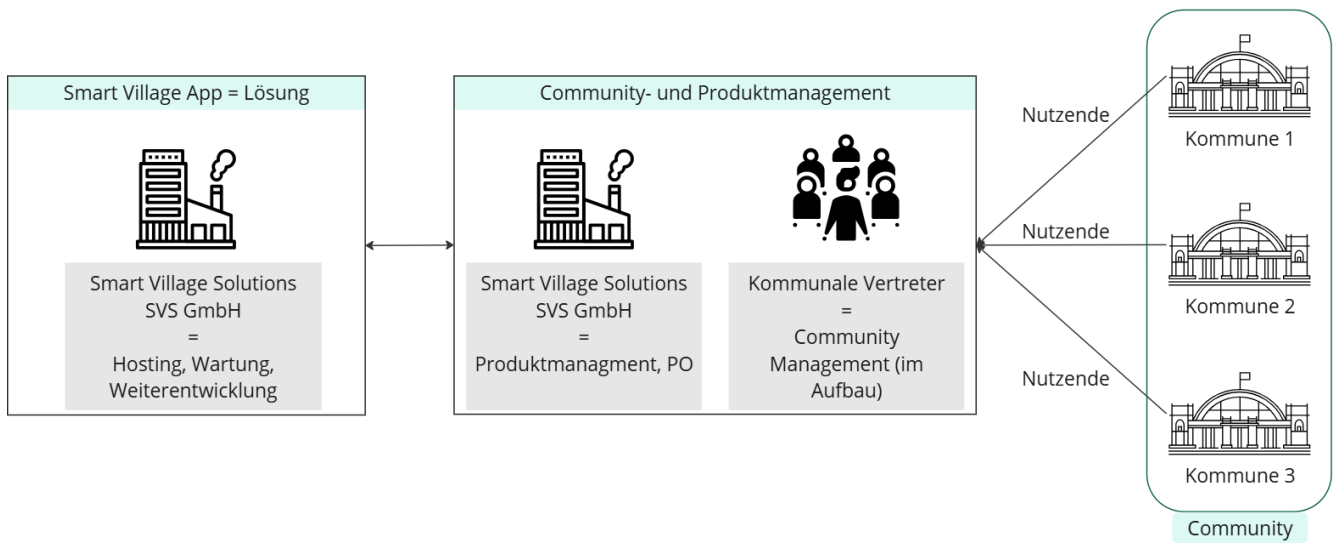 Smart Village App = Lösung
Smart Village Solutions
SVS GmbH
=
Hosting, Wartung,
Weiterentwicklung
Community- und Produktmanagement
Smart Village Solutions
SVS GmbH
=
Produktmanagment, PO
Kommunale Vertreter
=
Community
Management (im
Aufbau)
Nutzende
Nutzende
Nutzende
Kommune 1
Kommune 2
Kommune 3
Community